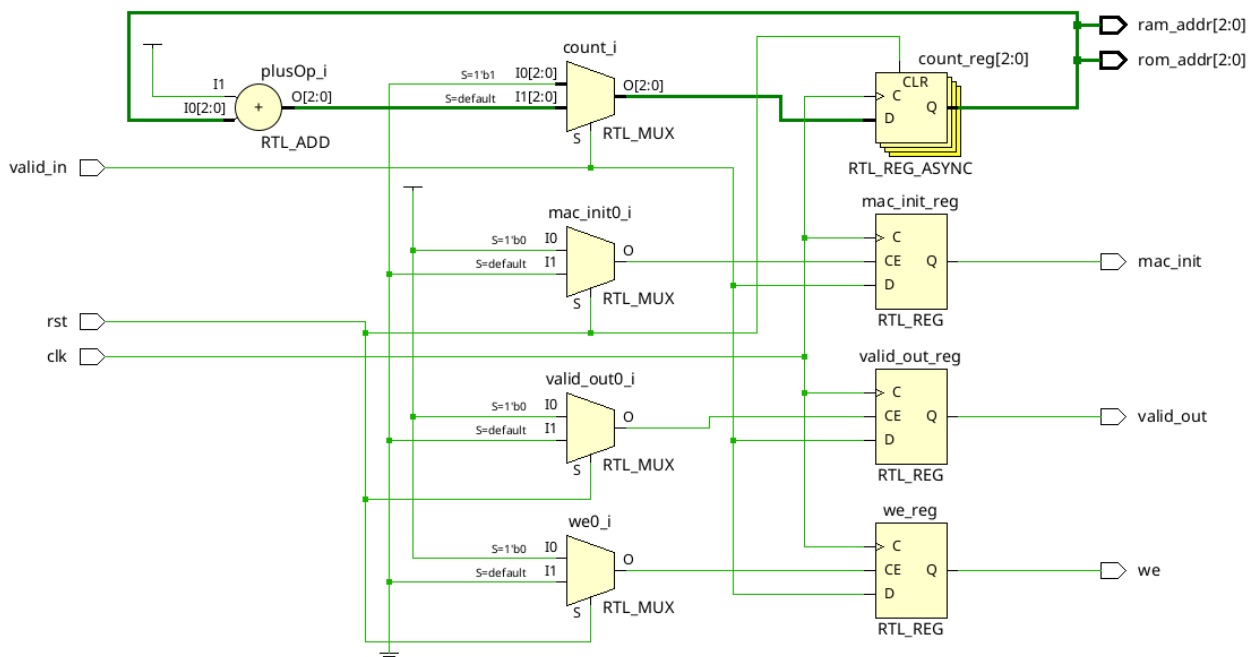 ram_addr[2:0]
count_i
count_reg[2:0]
rom_addr[2:0]
plusOp_i
S=1'b1
I0[2:0]
I1
O[2:0]
S=default
I1[2:0]
O[2:0]
CLR
C
I0[2:0]
+
Q
D
S
RTL_MUX
RTL_ADD
valid_in
RTL_REG_ASYNC
mac_init_reg
mac_init0_i
S=1'b0
I0
C
O
S=default
I1
CE
Q
mac_init
D
S
RTL_MUX
rst
RTL_REG
clk
valid_out_reg
valid_out0_i
C
S=1'b0
I0
O
CE
Q
valid_out
S=default
I1
D
S
RTL_MUX
RTL_REG
we_reg
we0_i
S=1'b0
I0
C
O
S=default
I1
CE
Q
we
D
S
RTL_MUX
RTL_REG